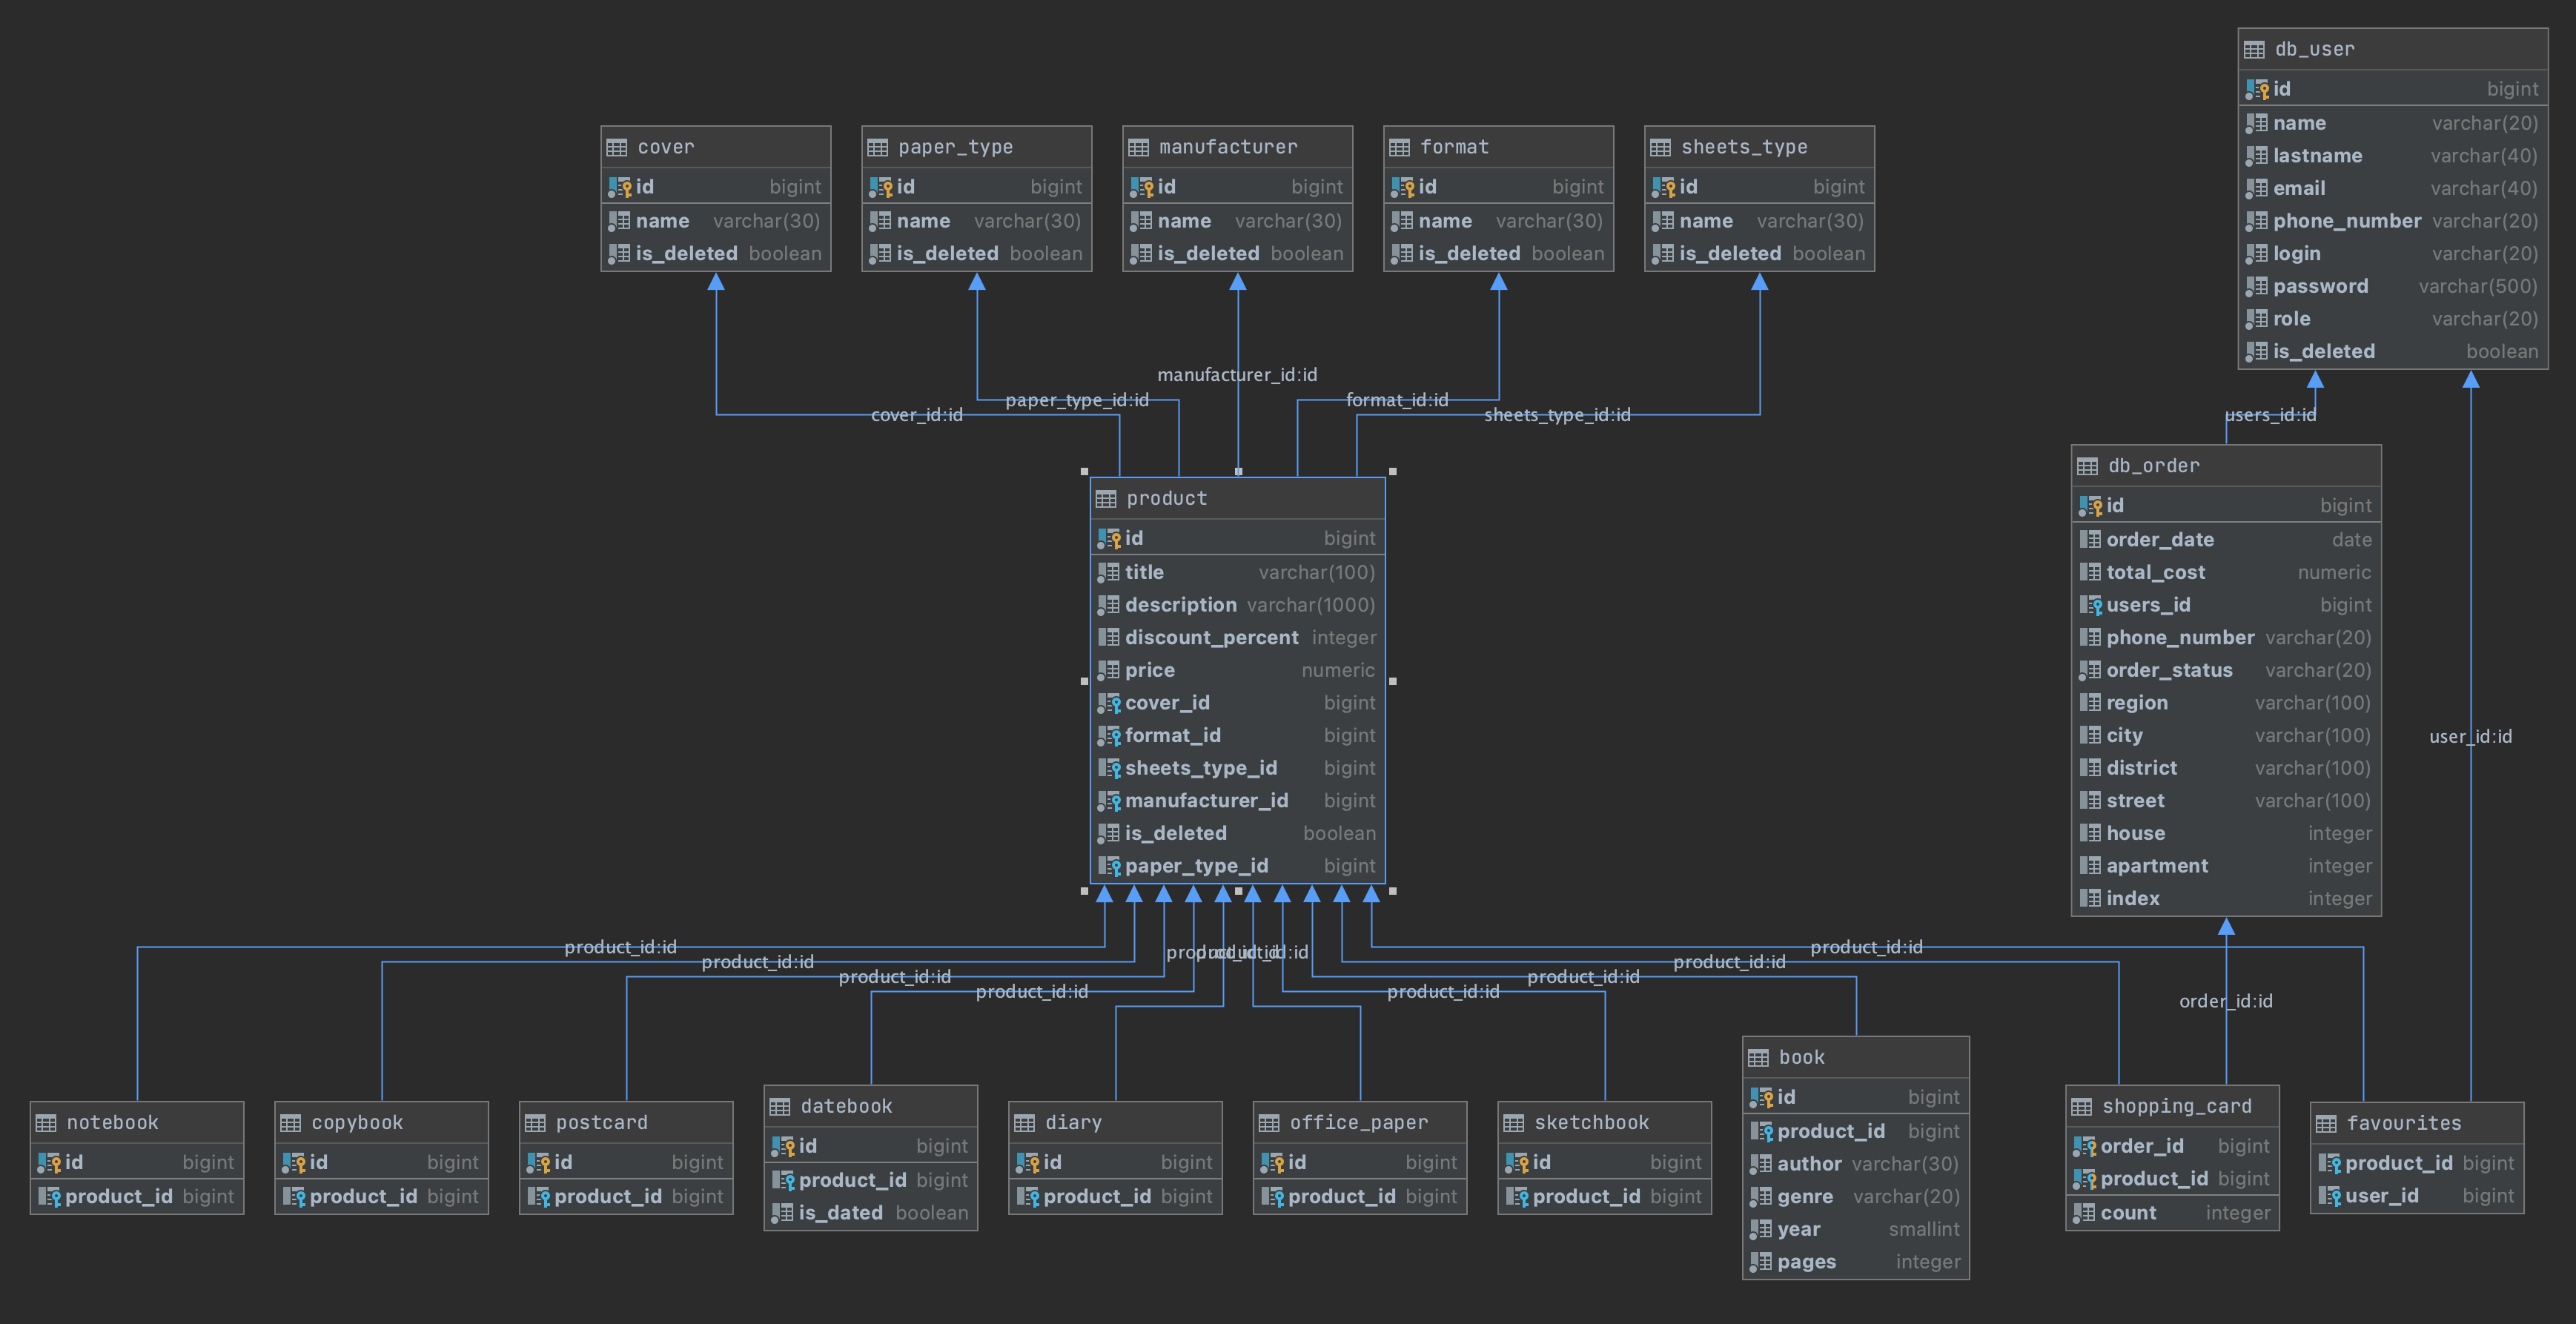 db_user
id bigint
name varchar(20)
lastname varchar(40)
email varchar(40)
phone_number varchar(20)
login varchar(20)
password varchar(500)
role varchar(20)
is_deleted boolean
cover
id bigint
name varchar(30)
is_deleted boolean
paper_type
id bigint
name varchar(30)
is_deleted boolean
manufacturer
id bigint
name varchar(30)
is_deleted boolean
format
id bigint
name varchar(30)
is_deleted boolean
sheets_type
id bigint
name varchar(30)
is_deleted boolean
manufacturer_id:id
paper_type_id:id
format_id:id
cover_id:id
sheets_type_id:id
users_id:id
product
id bigint
title varchar(100)
description varchar(1000)
discount_percent integer
price numeric
cover_id bigint
format_id bigint
sheets_type_id bigint
manufacturer_id bigint
is_deleted boolean
paper_type_id bigint
db_order
id bigint
order_date date
total_cost numeric
users_id bigint
phone_number varchar(20)
order_status varchar(20)
region varchar(100)
city varchar(100)
district varchar(100)
street varchar(100)
house integer
apartment integer
index integer
user_id:id
product_id:id
product_id:id
product_id:id
product_id:id
product_id:id
product_id:id
product_id:id
product_id:id
product_id:id
product_id:id
order_id:id
notebook
id bigint
product_id bigint
copybook
id bigint
product_id bigint
postcard
id bigint
product_id bigint
datebook
id bigint
product_id bigint
is_dated boolean
diary
id bigint
product_id bigint
office_paper
id bigint
product_id bigint
sketchbook
id bigint
product_id bigint
book
id bigint
product_id bigint
author varchar(30)
genre varchar(20)
year smallint
pages integer
shopping_card
order_id bigint
product_id bigint
count integer
favourites
product_id bigint
user_id bigint